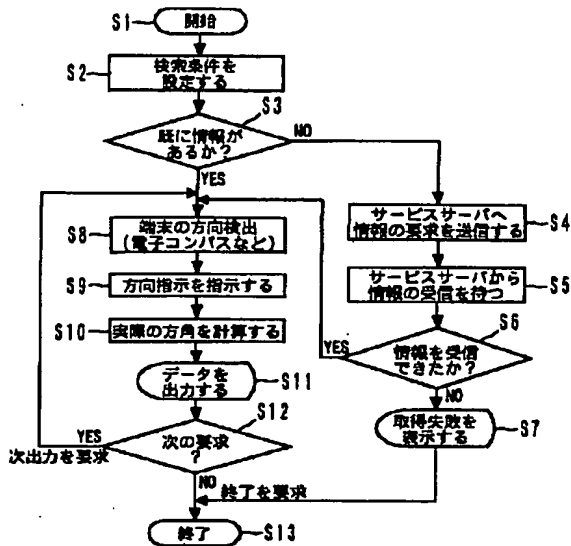 S1
開始
S2
検索条件を
設定する
S3
既に情報が
あるか?
NO
YES
S4
サービスサーバへ
情報の要求を送信する
S5
サービスサーバから
情報の受信を待つ
S6
情報を受信
できたか?
YES
NO
S7
取得失敗を
表示する
S8
端末の方向検出
(電子コンパスなど)
S9
方向指示を指示する
S10
実際の方角を計算する
データを
出力する
S11
S12
次の要求
?
YES
次出力を要求
NO
終了を要求
終了
S13